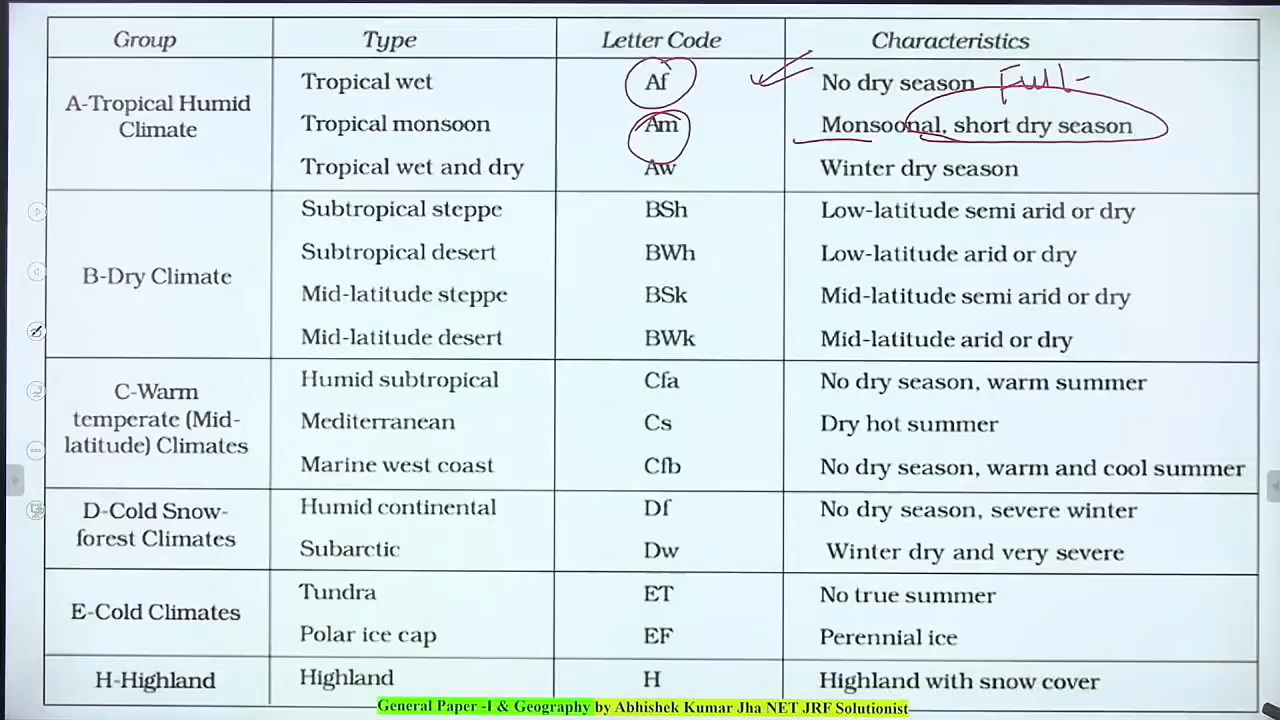 Group Type Letter Code Characteristics
A-Tropical Humid
Climate
Tropical wet Af No dry season Full-
Tropical monsoon Am Monsoonal, short dry season
Tropical wet and dry Aw Winter dry season
B-Dry Climate
Subtropical steppe BSh Low-latitude semi arid or dry
Subtropical desert BWh Low-latitude arid or dry
Mid-latitude steppe BSk Mid-latitude semi arid or dry
Mid-latitude desert BWk Mid-latitude arid or dry
C-Warm
temperate (Mid-
latitude) Climates
Humid subtropical Cfa No dry season, warm summer
Mediterranean Cs Dry hot summer
Marine west coast Cfb No dry season, warm and cool summer
D-Cold Snow-
forest Climates
Humid continental Df No dry season, severe winter
Subarctic Dw Winter dry and very severe
E-Cold Climates
Tundra ET No true summer
Polar ice cap EF Perennial ice
H-Highland Highland H Highland with snow cover
General Paper -I & Geography by Abhishek Kumar Jha NET JRF Solutionist